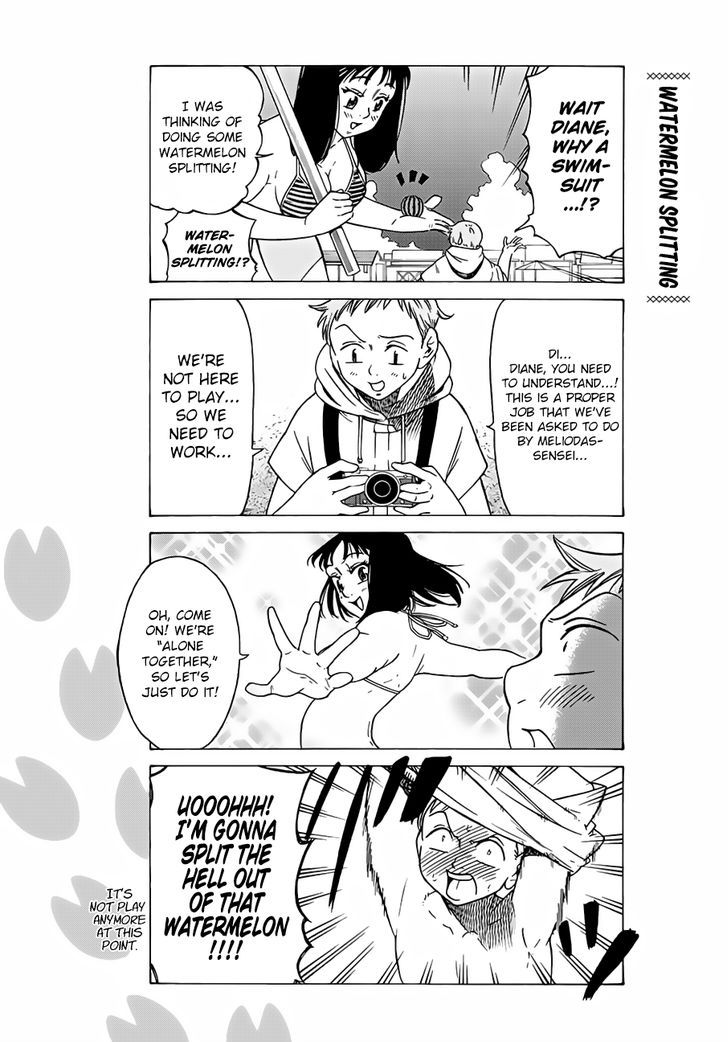 WATERMELON SPLITTING
WAIT
DIANE,
WHY A
SWIM-
SUIT
...!?
I WAS
THINKING OF
DOING SOME
WATERMELON
SPLITTING!
WATER-
MELON
SPLITTING!?
DI...
DIANE, YOU NEED
TO UNDERSTAND...!
THIS IS A PROPER
JOB THAT WE'VE
BEEN ASKED TO DO
BY MELIODAS-
SENSEI...
WE'RE
NOT HERE
TO PLAY...
SO WE
NEED TO
WORK...
OH, COME
ON! WE'RE
"ALONE
TOGETHER,"
SO LET'S
JUST DO IT!
UOOOHHH!
I'M GONNA
SPLIT THE
HELL OUT
OF THAT
WATERMELON
!!!!
IT'S
NOT PLAY
ANYMORE
AT THIS
POINT.